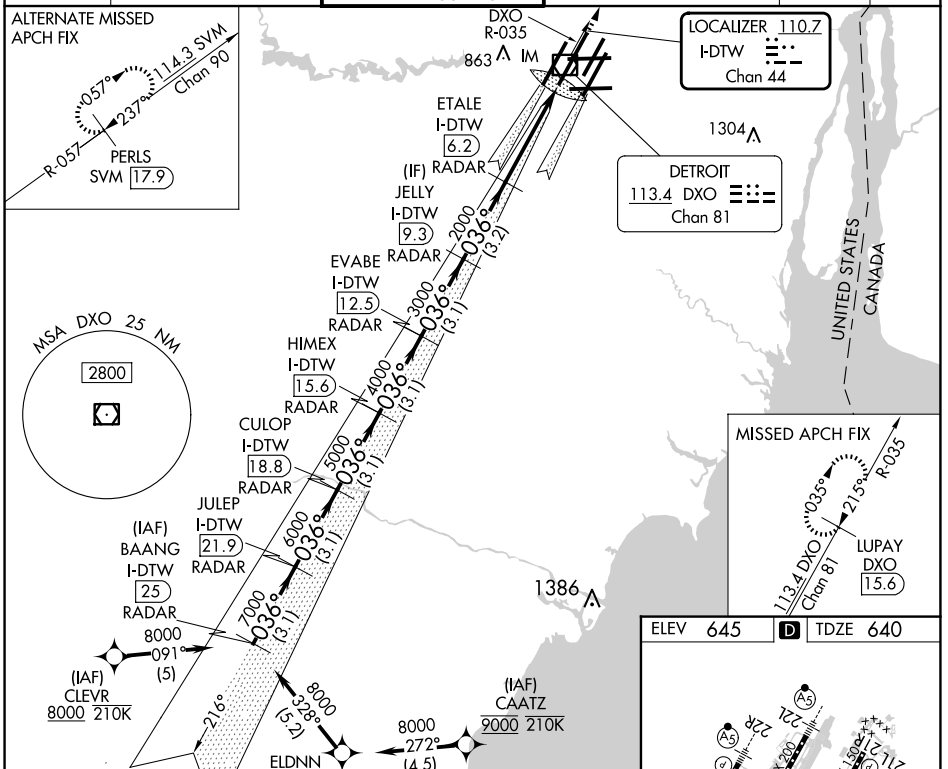 ALTERNATE MISSED
APCH FIX
057°
237°
114.3 SVM
Chan 90
R-057
PERLS
SVM 17.9
DXO
R-035
863
IM
LOCALIZER 110.7
I-DTW
Chan 44
1304
DETROIT
113.4 DXO
Chan 81
UNITED STATES
CANADA
ETALE
I-DTW
6.2
RADAR
(IF)
JELLY
I-DTW
9.3
RADAR
2000
036°
(3.2)
EVABE
I-DTW
12.5
RADAR
3000
036°
(3.1)
HIMEX
I-DTW
15.6
RADAR
4000
036°
(3.1)
CULOP
I-DTW
18.8
RADAR
5000
036°
(3.1)
JULEP
I-DTW
21.9
RADAR
6000
036°
(3.1)
(IAF)
BAANG
I-DTW
25
RADAR
7000
036°
(3.1)
MSA DXO 25 NM
2800
8000
091°
(5)
(IAF)
CLEVR
8000 210K
216°
8000
328°
(5.2)
ELDNN
8000
272°
(4.5)
(IAF)
CAATZ
9000 210K
1386
MISSED APCH FIX
R-035
035°
215°
113.4 DXO
Chan 81
LUPAY
DXO
15.6
ELEV 645
D
TDZE 640
A5
22R
A5
22L
X 200
150
21L